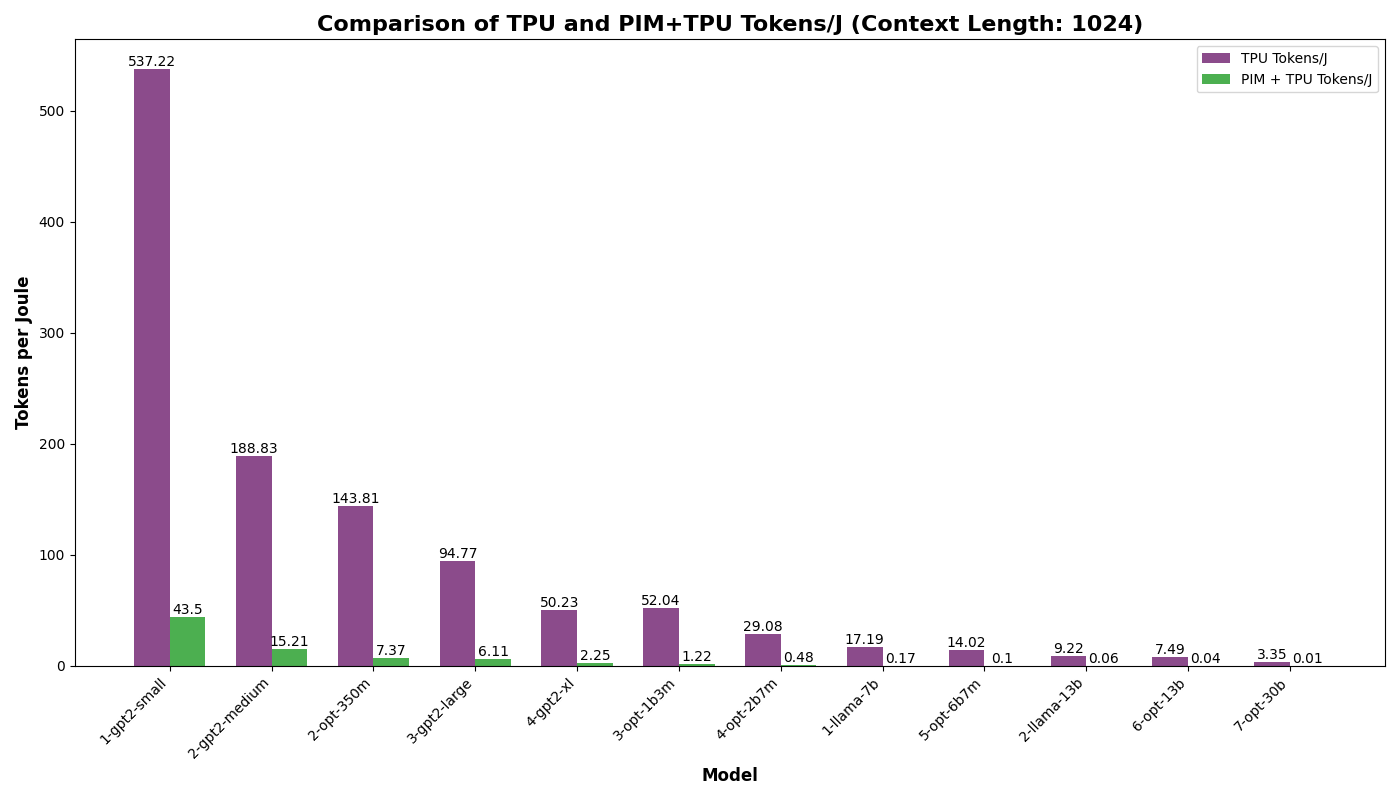 Comparison of TPU and PIM+TPU Tokens/J (Context Length: 1024)
TPU Tokens/J
PIM + TPU Tokens/J
Tokens per Joule
500
400
300
200
100
0
537.22
43.5
188.83
15.21
143.81
7.37
94.77
6.11
50.23
2.25
52.04
1.22
29.08
0.48
17.19
0.17
14.02
0.1
9.22
0.06
7.49
0.04
3.35
0.01
1-gpt2-small
2-gpt2-medium
2-opt-350m
3-gpt2-large
4-gpt2-xl
3-opt-1b3m
4-opt-2b7m
1-llama-7b
5-opt-6b7m
2-llama-13b
6-opt-13b
7-opt-30b
Model